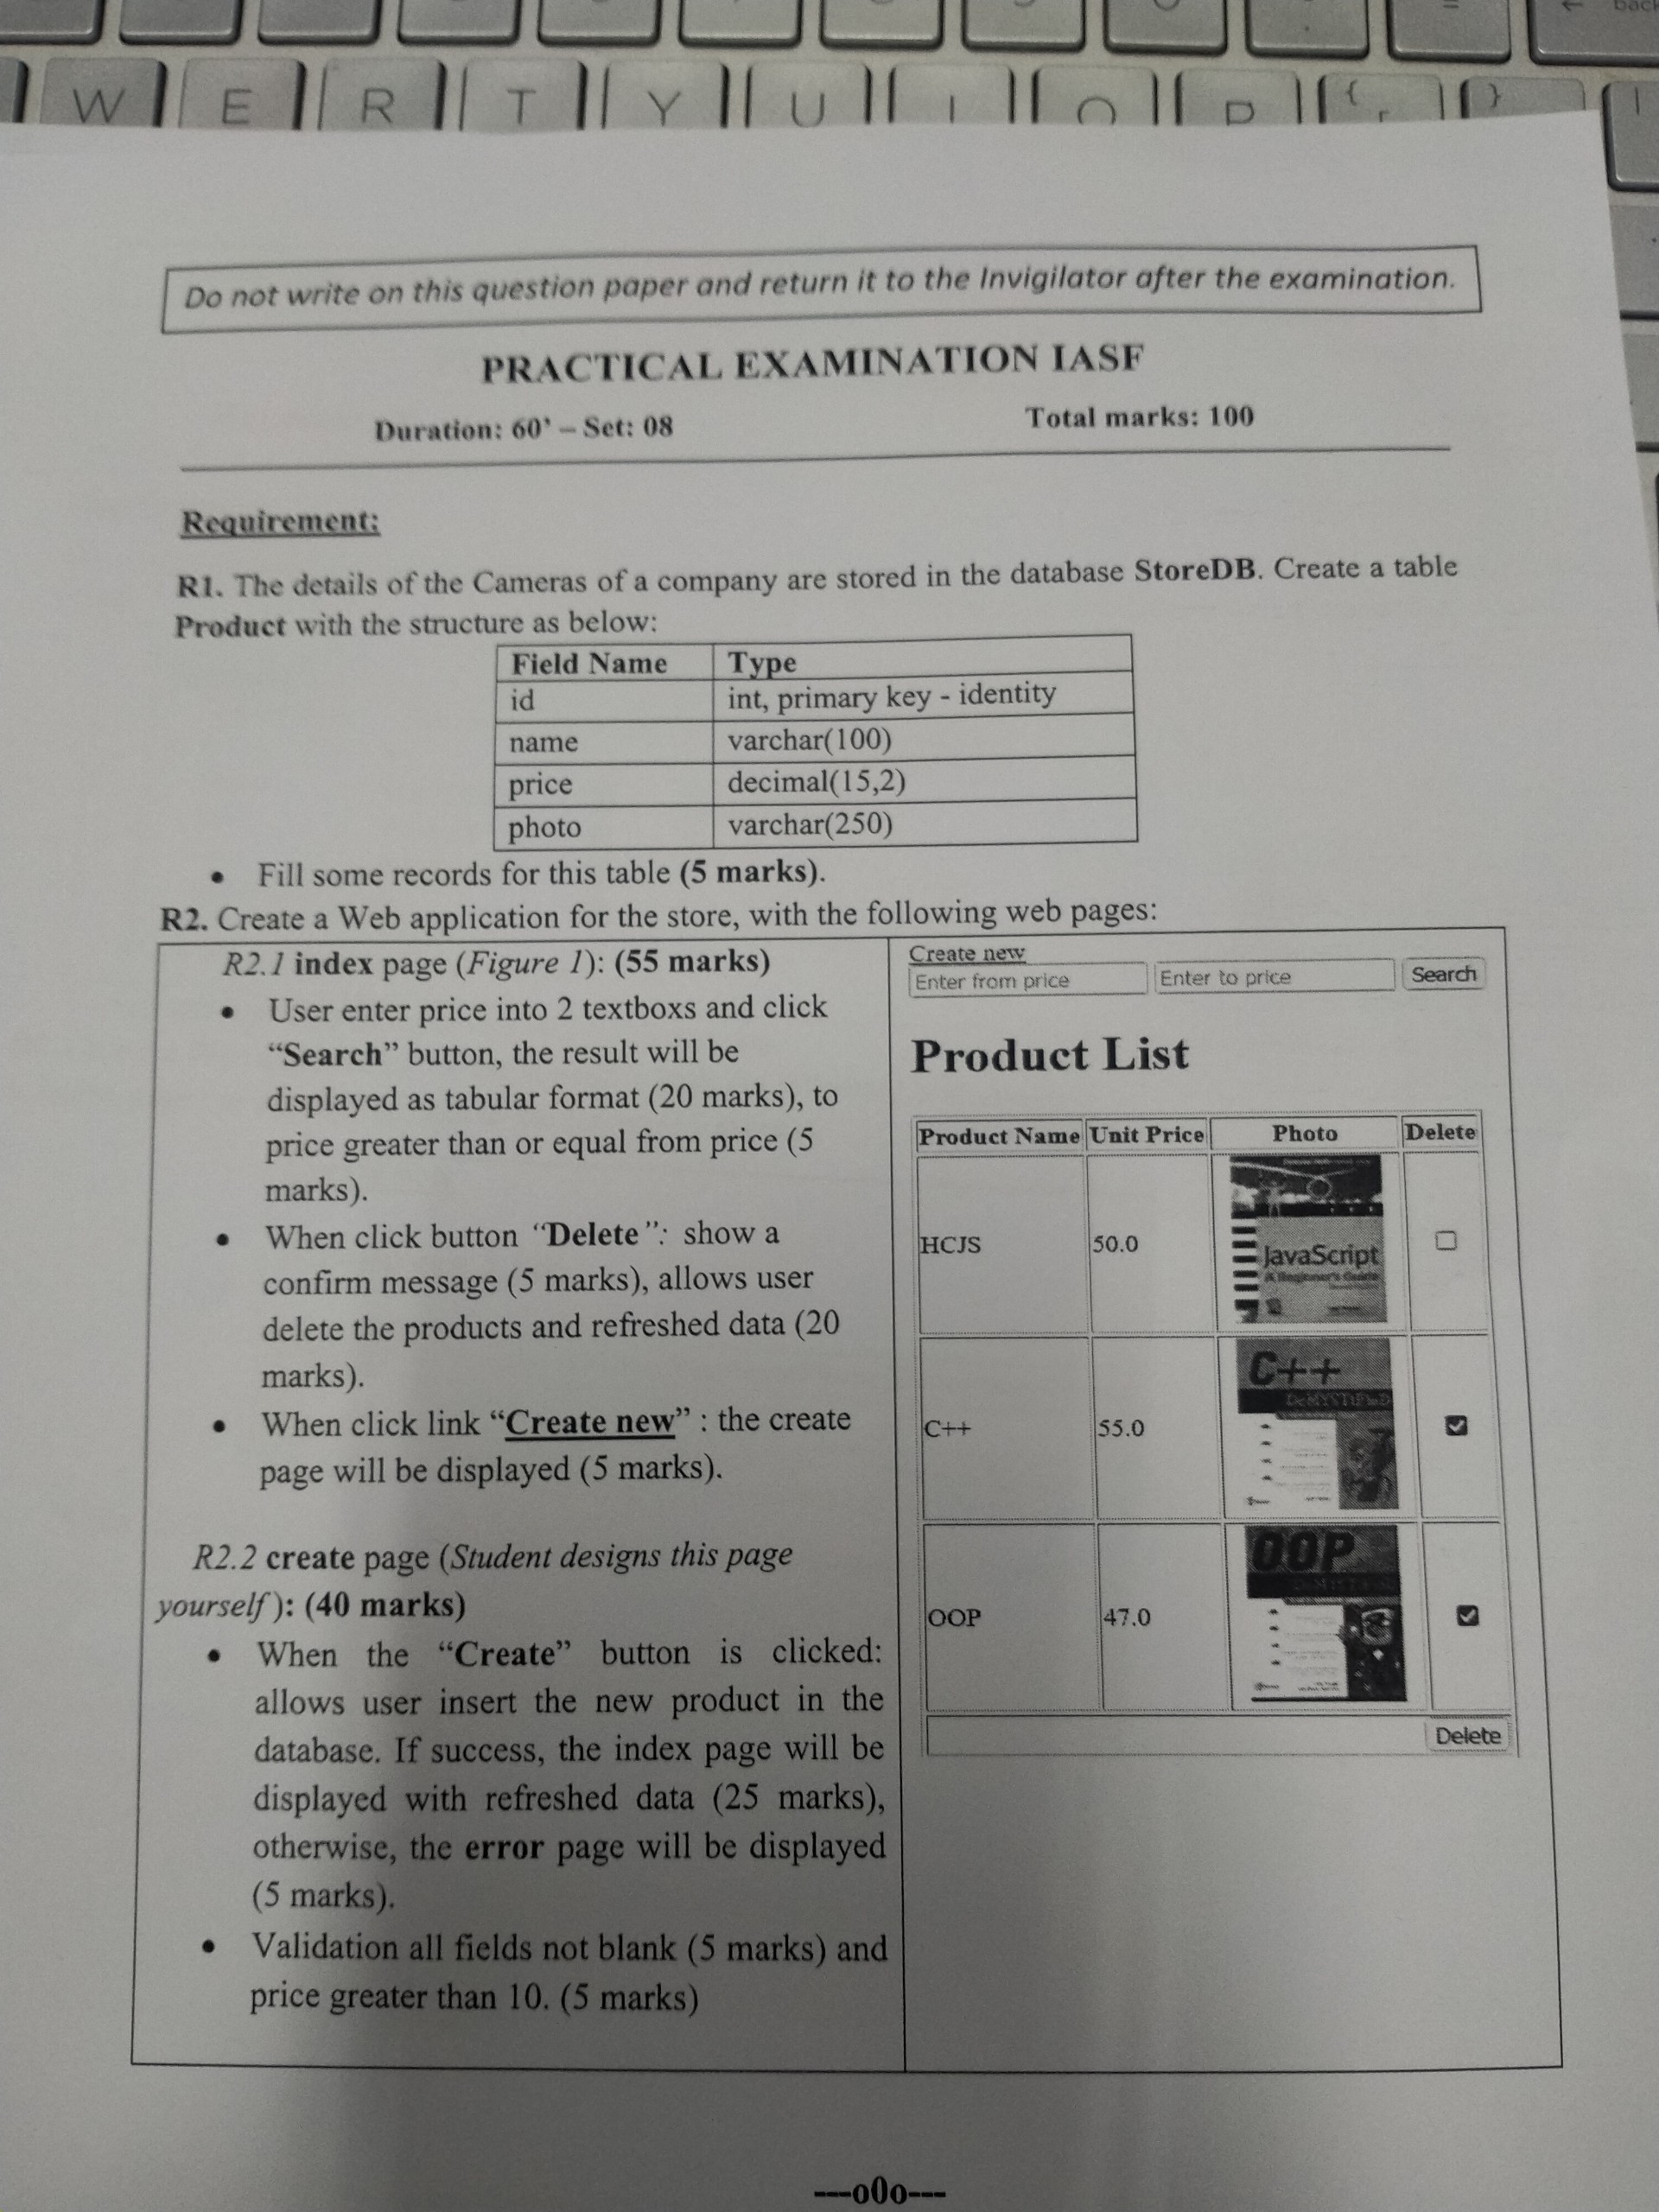 back
W E R T Y U I O P { }
Do not write on this question paper and return it to the Invigilator after the examination.
PRACTICAL EXAMINATION IASF
Duration: 60’ – Set: 08
Total marks: 100
Requirement:
R1. The details of the Cameras of a company are stored in the database StoreDB. Create a table
Product with the structure as below:
Field Name Type
id int, primary key - identity
name varchar(100)
price decimal(15,2)
photo varchar(250)
• Fill some records for this table (5 marks).
R2. Create a Web application for the store, with the following web pages:
R2.1 index page (Figure 1): (55 marks)
• User enter price into 2 textboxs and click
“Search” button, the result will be
displayed as tabular format (20 marks), to
price greater than or equal from price (5
marks).
• When click button “Delete”: show a
confirm message (5 marks), allows user
delete the products and refreshed data (20
marks).
• When click link “Create new” : the create
page will be displayed (5 marks).
R2.2 create page (Student designs this page
yourself): (40 marks)
• When the “Create” button is clicked:
allows user insert the new product in the
database. If success, the index page will be
displayed with refreshed data (25 marks),
otherwise, the error page will be displayed
(5 marks).
• Validation all fields not blank (5 marks) and
price greater than 10. (5 marks)
Create new
Enter from price Enter to price Search
Product List
Product Name Unit Price Photo Delete
HCJS 50.0
JavaScript
A Beginner's Guide
C++ 55.0
C++
DeMYSTiFieD
OOP 47.0
OOP
Delete
---o0o---